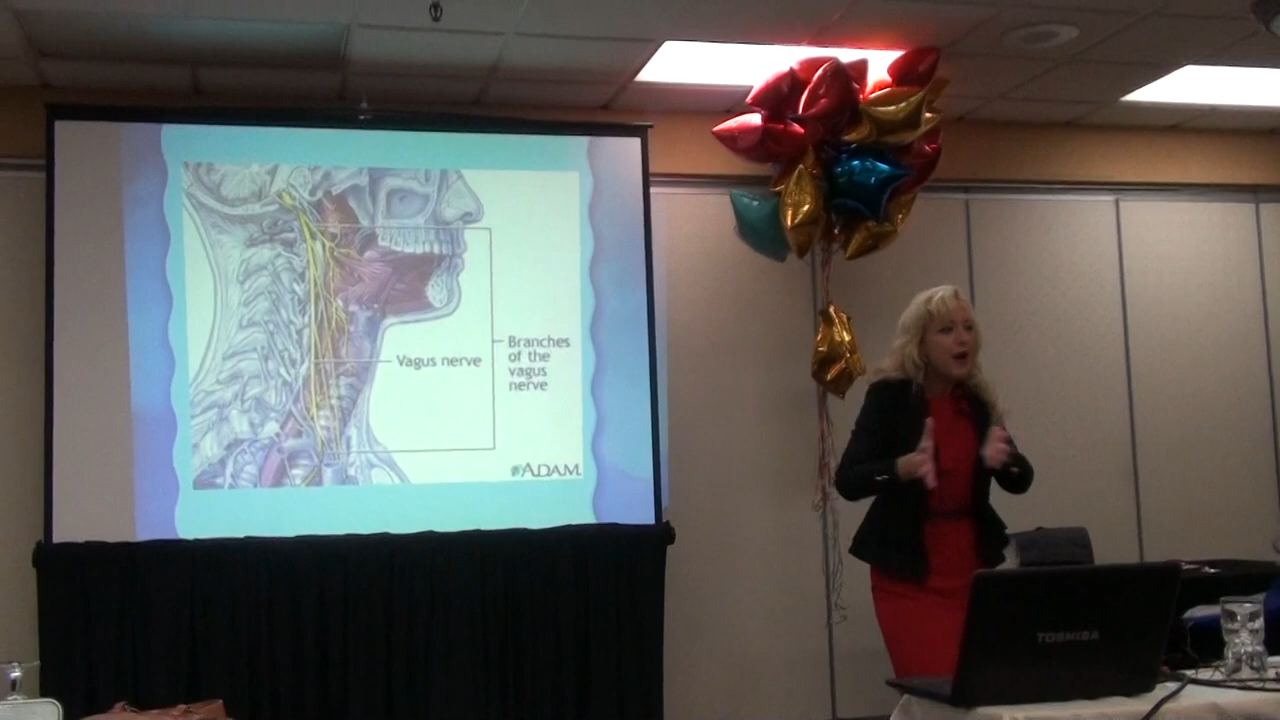 Vagus nerve
Branches
of the
vagus
nerve
ADAM.
TOSHIBA